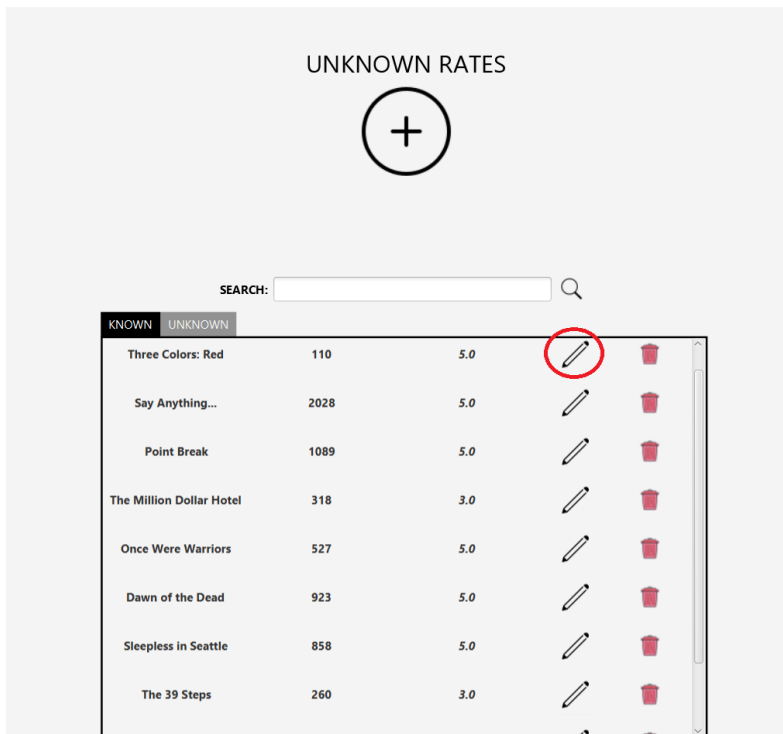 UNKNOWN RATES
SEARCH:
KNOWN UNKNOWN
Three Colors: Red 110 5.0
Say Anything... 2028 5.0
Point Break 1089 5.0
The Million Dollar Hotel 318 3.0
Once Were Warriors 527 5.0
Dawn of the Dead 923 5.0
Sleepless in Seattle 858 5.0
The 39 Steps 260 3.0